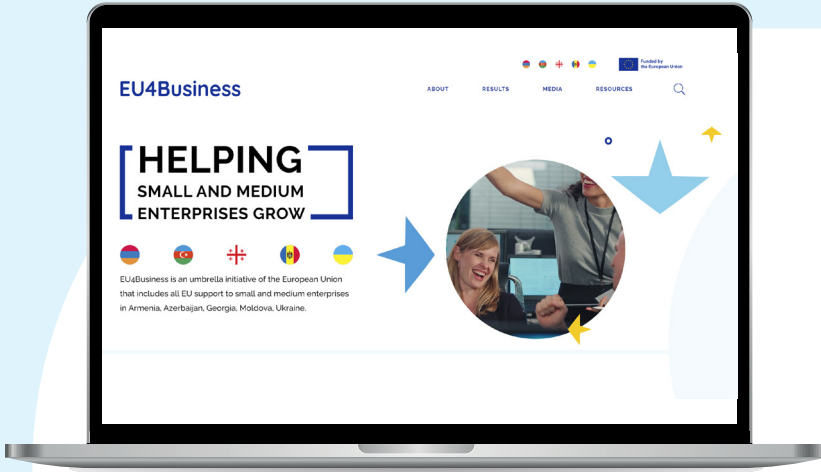 Funded by
the European Union
EU4Business
ABOUT RESULTS MEDIA RESOURCES
HELPING
SMALL AND MEDIUM
ENTERPRISES GROW
EU4Business is an umbrella initiative of the European Union
that includes all EU support to small and medium enterprises
in Armenia, Azerbaijan, Georgia, Moldova, Ukraine.